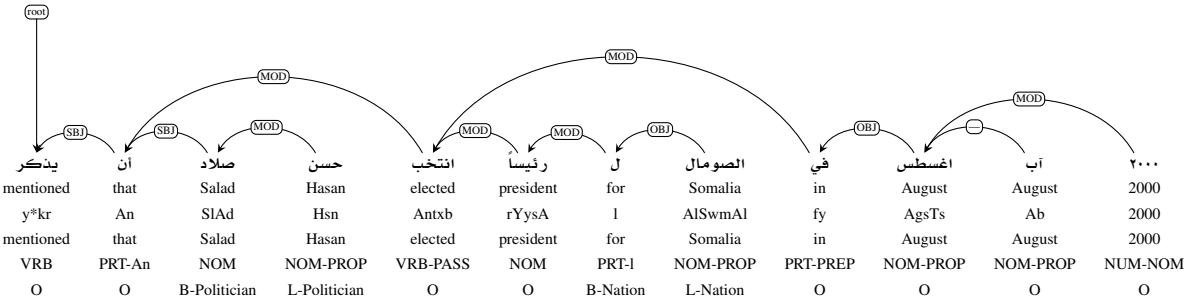 root
MOD MOD
MOD
SBJ SBJ MOD MOD MOD OBJ OBJ —
يذكر أن صلاد حسن انتخب رئيساً ل الصومال في اغسطس آب ٢٠٠٠
mentioned that Salad Hasan elected president for Somalia in August August 2000
y*kr An SlAd Hsn Antxb rYysA l AlSwmAl fy AgsTs Ab 2000
mentioned that Salad Hasan elected president for Somalia in August August 2000
VRB PRT-An NOM NOM-PROP VRB-PASS NOM PRT-l NOM-PROP PRT-PREP NOM-PROP NOM-PROP NUM-NOM
O O B-Politician L-Politician O O B-Nation L-Nation O O O O